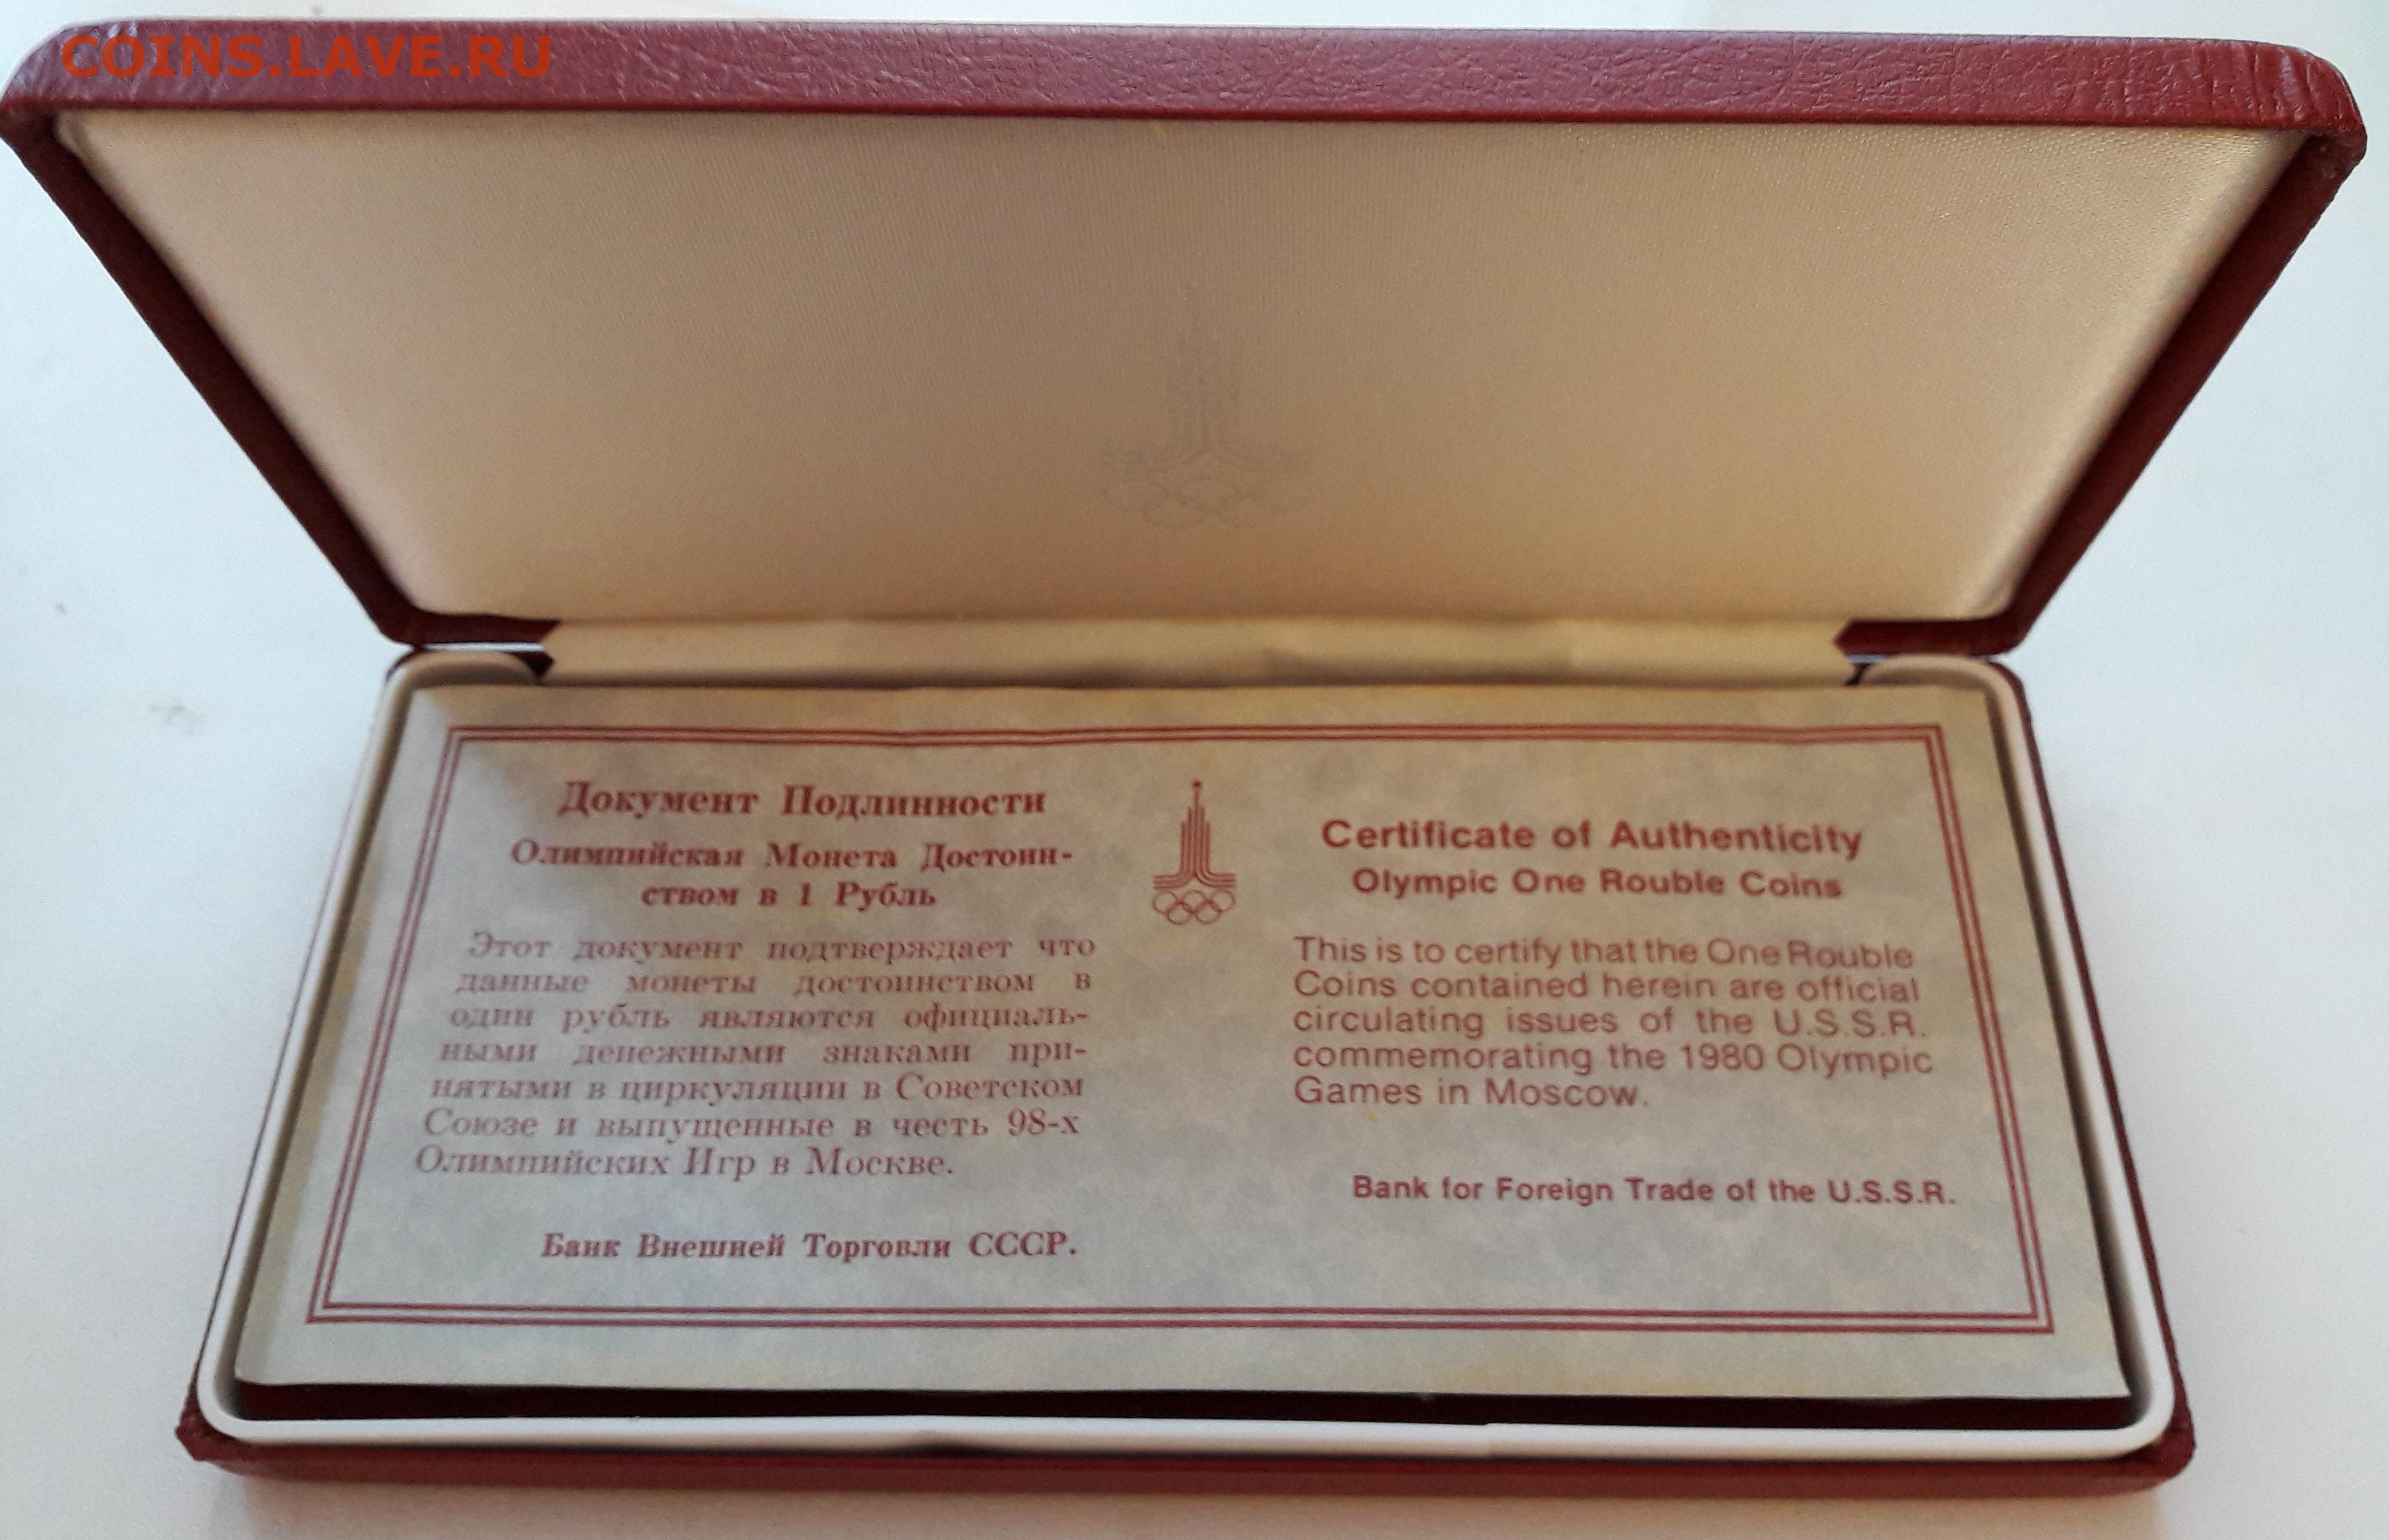 COINS.LAVE.RU
Документ Подлинности
Олимпийская Монета Достоин-
ством в 1 Рубль
Этот документ подтверждает что
данные монеты достоинством в
один рубль являются официаль-
ными денежными знаками при-
нятыми в циркуляции в Советском
Союзе и выпущенные в честь 98-х
Олимпийских Игр в Москве.
Банк Внешней Торговли СССР.
Certificate of Authenticity
Olympic One Rouble Coins
This is to certify that the One Rouble
Coins contained herein are official
circulating issues of the U.S.S.R.
commemorating the 1980 Olympic
Games in Moscow.
Bank for Foreign Trade of the U.S.S.R.